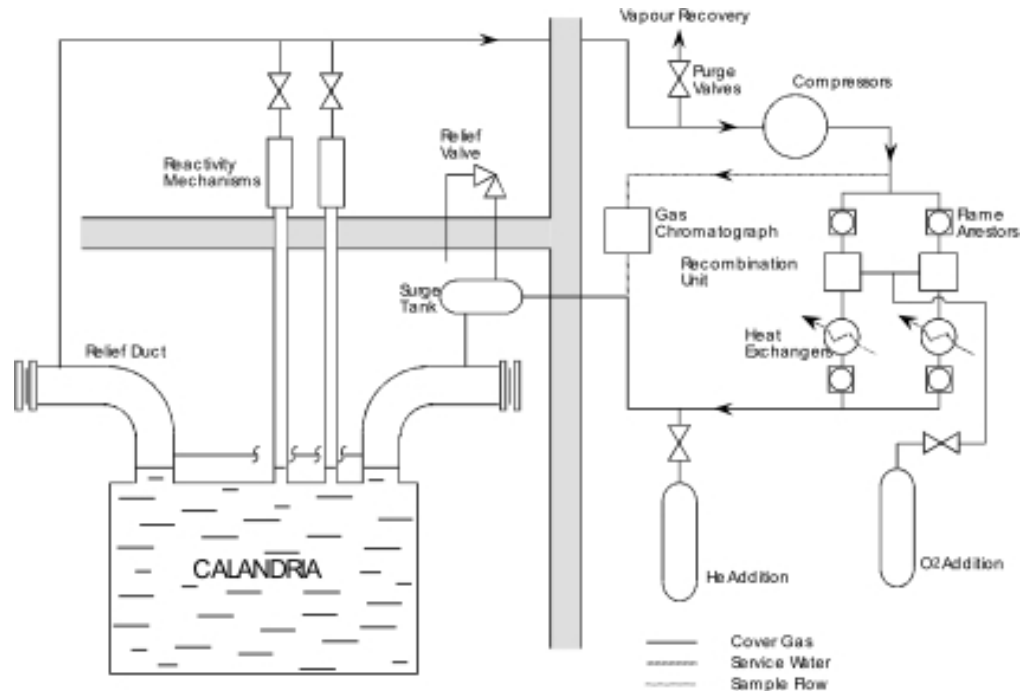 Vapour Recovery
Purge
Valves
Compressors
Relief
Valve
Reactivity
Mechanisms
Gas
Chromatograph
Flame
Arrestors
Recombination
Unit
Surge
Tank
Heat
Exchangers
Relief Duct
CALANDRIA
He Addition
O2 Addition
Cover Gas
Service Water
Sample Flow